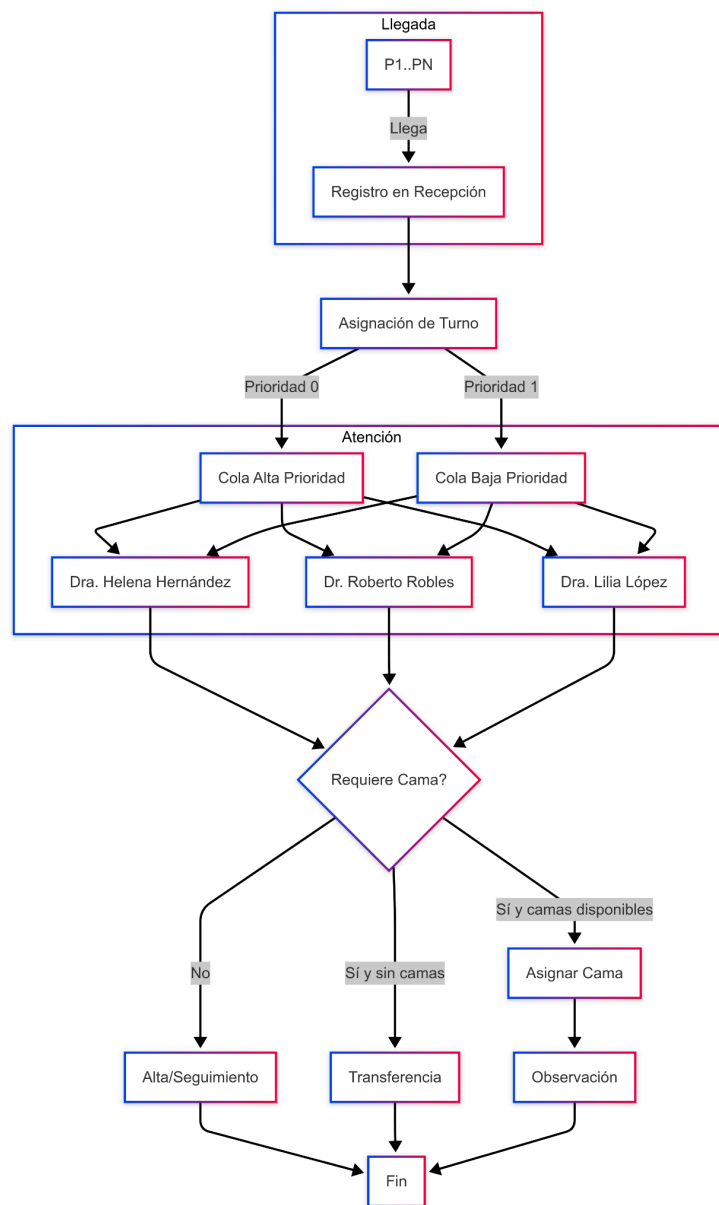 Llegada
P1..PN
Llega
Registro en Recepción
Asignación de Turno
Prioridad 0
Prioridad 1
Atención
Cola Alta Prioridad
Cola Baja Prioridad
Dra. Helena Hernández
Dr. Roberto Robles
Dra. Lilia López
Requiere Cama?
Sí y camas disponibles
No
Sí y sin camas
Asignar Cama
Alta/Seguimiento
Transferencia
Observación
Fin